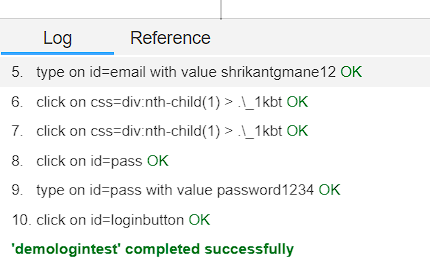 Log Reference
5. type on id=email with value shrikantgmane12 OK
6. click on css=div:nth-child(1) > .\_1kbt OK
7. click on css=div:nth-child(1) > .\_1kbt OK
8. click on id=pass OK
9. type on id=pass with value password1234 OK
10. click on id=loginbutton OK
'demologintest' completed successfully